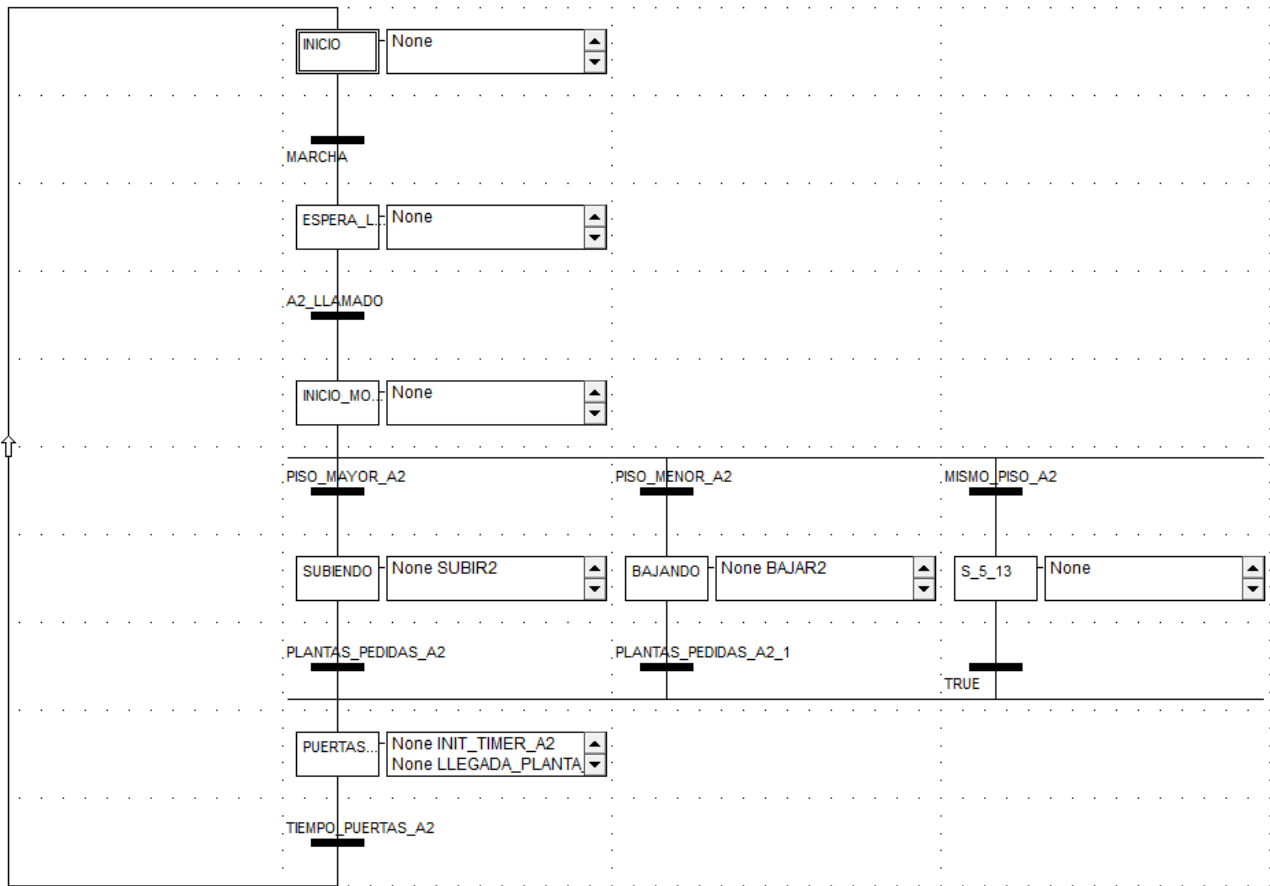 INICIO
None
MARCHA
ESPERA_L...
None
A2_LLAMADO
INICIO_MO...
None
PISO_MAYOR_A2
PISO_MENOR_A2
MISMO_PISO_A2
SUBIENDO
None SUBIR2
BAJANDO
None BAJAR2
S_5_13
None
PLANTAS_PEDIDAS_A2
PLANTAS_PEDIDAS_A2_1
TRUE
PUERTAS...
None INIT_TIMER_A2
None LLEGADA_PLANTA_
TIEMPO_PUERTAS_A2